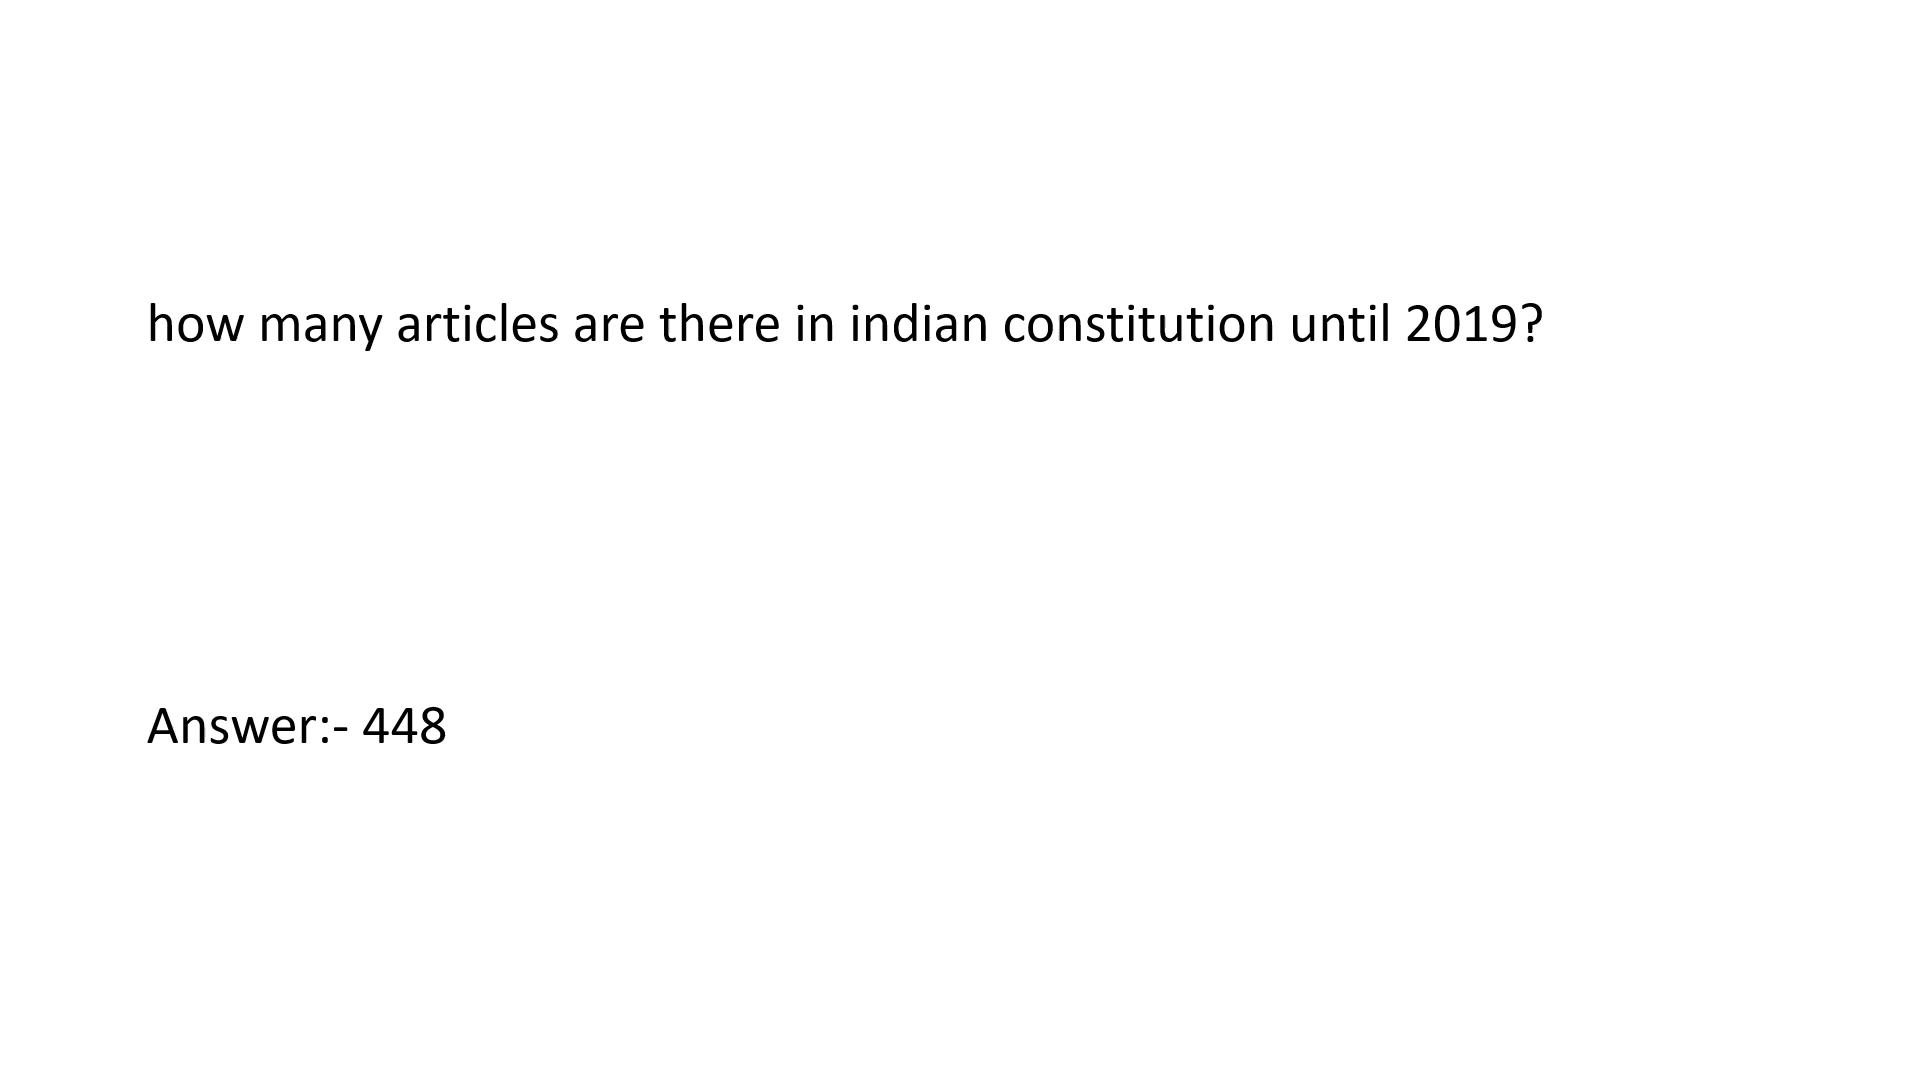 how many articles are there in indian constitution until 2019?
Answer:- 448